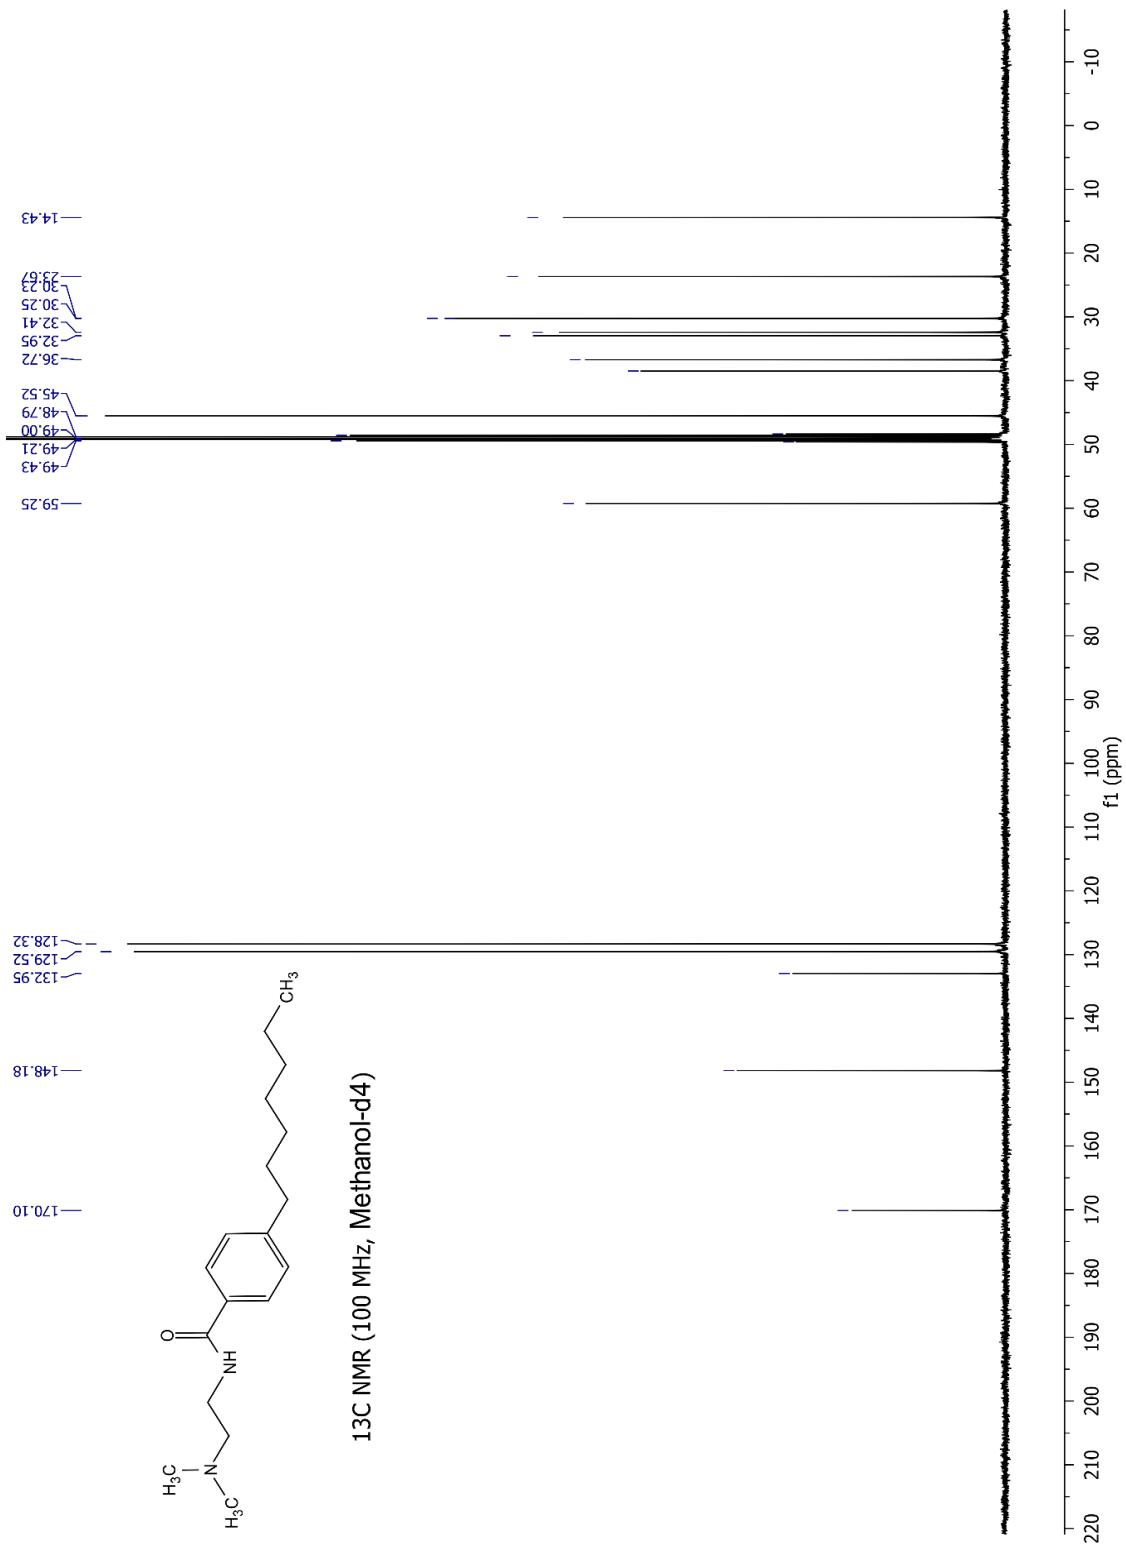 170.10
148.18
132.95
129.52
128.32
59.25
49.43
49.21
49.00
48.79
45.52
36.72
32.95
32.41
30.25
30.23
23.67
14.43
H₃C
N
H₃C
NH
O
CH₃
13C NMR (100 MHz, Methanol-d4)
220 210 200 190 180 170 160 150 140 130 120 110 100 90 80 70 60 50 40 30 20 10 0 -10
f1 (ppm)